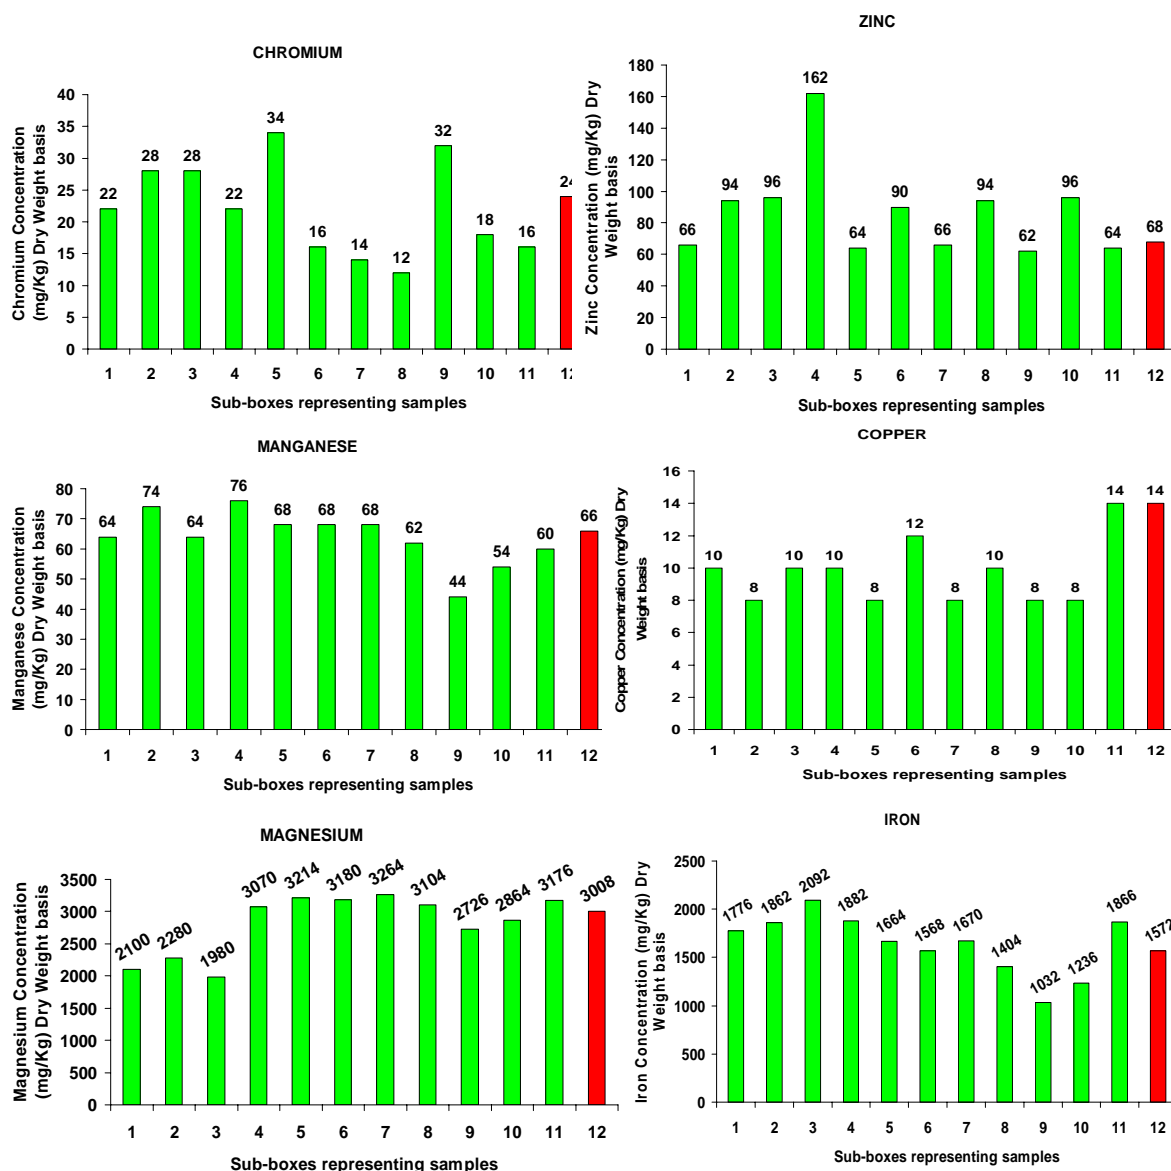 CHROMIUM
Chromium Concentration
(mg/Kg) Dry Weight basis
40
35
30
25
20
15
10
5
0
22 28 28 22 34 16 14 12 32 18 16 24
1 2 3 4 5 6 7 8 9 10 11 12
Sub-boxes representing samples
ZINC
Zinc Concentration (mg/Kg) Dry
Weight basis
180
160
140
120
100
80
60
40
20
0
66 94 96 162 64 90 66 94 62 96 64 68
1 2 3 4 5 6 7 8 9 10 11 12
Sub-boxes representing samples
MANGANESE
Manganese Concentration
(mg/Kg) Dry Weight basis
80
70
60
50
40
30
20
10
0
64 74 64 76 68 68 68 62 44 54 60 66
1 2 3 4 5 6 7 8 9 10 11 12
Sub-boxes representing samples
COPPER
Copper Concentration (mg/Kg) Dry
Weight basis
16
14
12
10
8
6
4
2
0
10 8 10 10 8 12 8 10 8 8 14 14
1 2 3 4 5 6 7 8 9 10 11 12
Sub-boxes representing samples
MAGNESIUM
Magnesium Concentration
(mg/Kg) Dry Weight basis
3500
3000
2500
2000
1500
1000
500
0
2100 2280 1980 3070 3214 3180 3264 3104 2726 2864 3176 3008
1 2 3 4 5 6 7 8 9 10 11 12
Sub-boxes representing samples
IRON
Iron Concentration (mg/Kg) Dry
Weight basis
2500
2000
1500
1000
500
0
1776 1862 2092 1882 1664 1568 1670 1404 1032 1236 1866 1572
1 2 3 4 5 6 7 8 9 10 11 12
Sub-boxes representing samples